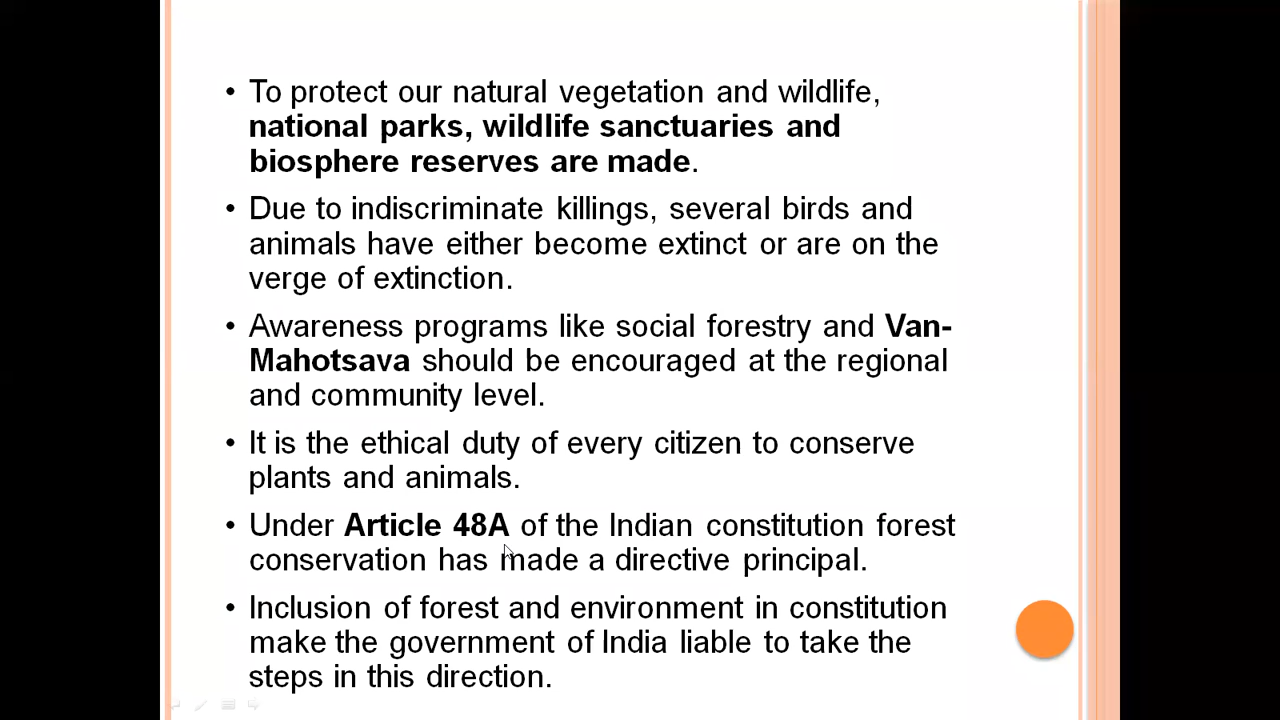 • To protect our natural vegetation and wildlife,
national parks, wildlife sanctuaries and
biosphere reserves are made.
• Due to indiscriminate killings, several birds and
animals have either become extinct or are on the
verge of extinction.
• Awareness programs like social forestry and Van-
Mahotsava should be encouraged at the regional
and community level.
• It is the ethical duty of every citizen to conserve
plants and animals.
• Under Article 48A of the Indian constitution forest
conservation has made a directive principal.
• Inclusion of forest and environment in constitution
make the government of India liable to take the
steps in this direction.